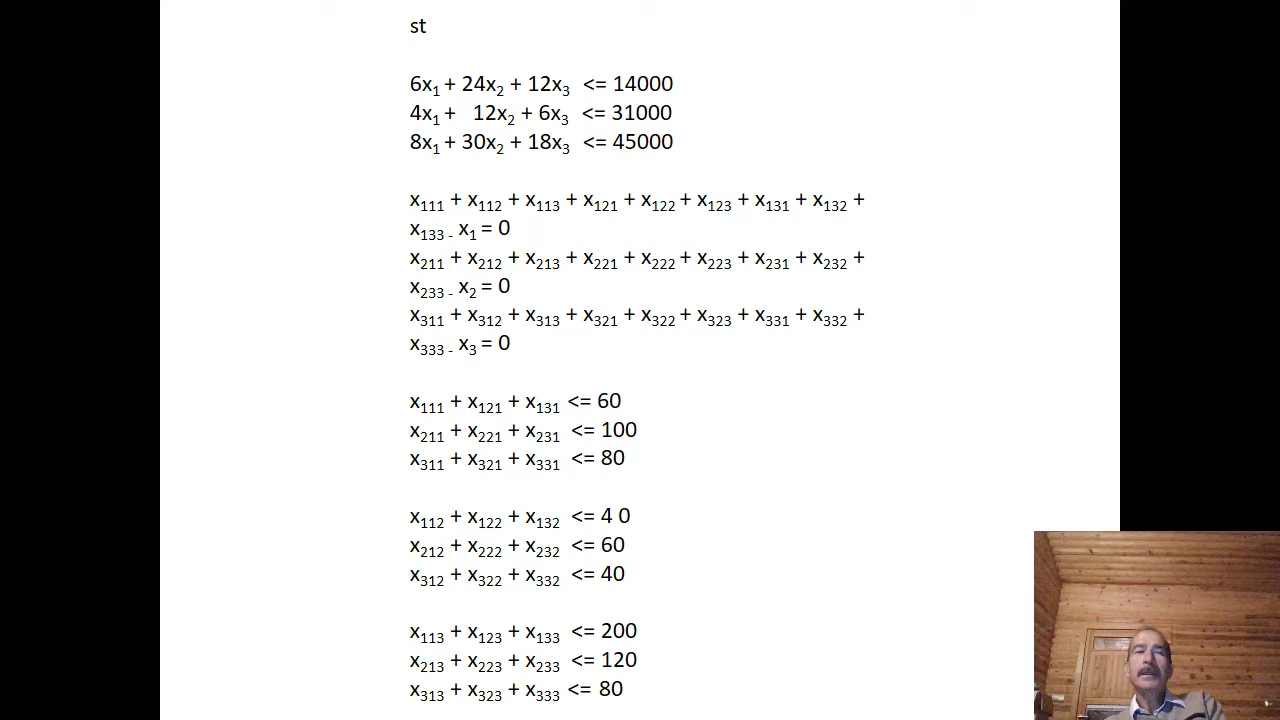 st
6x₁ + 24x₂ + 12x₃ <= 14000
4x₁ + 12x₂ + 6x₃ <= 31000
8x₁ + 30x₂ + 18x₃ <= 45000
x₁₁₁ + x₁₁₂ + x₁₁₃ + x₁₂₁ + x₁₂₂ + x₁₂₃ + x₁₃₁ + x₁₃₂ +
x₁₃₃ - x₁ = 0
x₂₁₁ + x₂₁₂ + x₂₁₃ + x₂₂₁ + x₂₂₂ + x₂₂₃ + x₂₃₁ + x₂₃₂ +
x₂₃₃ - x₂ = 0
x₃₁₁ + x₃₁₂ + x₃₁₃ + x₃₂₁ + x₃₂₂ + x₃₂₃ + x₃₃₁ + x₃₃₂ +
x₃₃₃ - x₃ = 0
x₁₁₁ + x₁₂₁ + x₁₃₁ <= 60
x₂₁₁ + x₂₂₁ + x₂₃₁ <= 100
x₃₁₁ + x₃₂₁ + x₃₃₁ <= 80
x₁₁₂ + x₁₂₂ + x₁₃₂ <= 4 0
x₂₁₂ + x₂₂₂ + x₂₃₂ <= 60
x₃₁₂ + x₃₂₂ + x₃₃₂ <= 40
x₁₁₃ + x₁₂₃ + x₁₃₃ <= 200
x₂₁₃ + x₂₂₃ + x₂₃₃ <= 120
x₃₁₃ + x₃₂₃ + x₃₃₃ <= 80